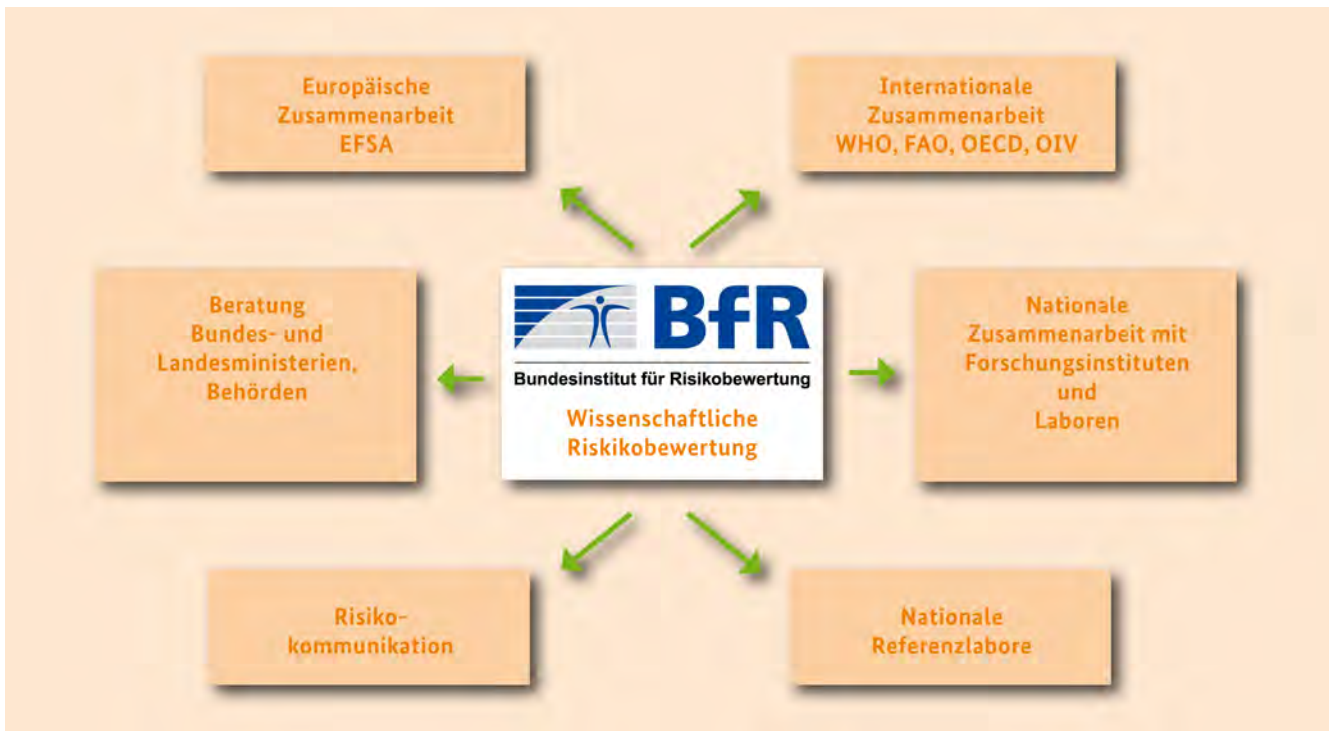 Europäische
Zusammenarbeit
EFSA
Internationale
Zusammenarbeit
WHO, FAO, OECD, OIV
Beratung
Bundes- und
Landesministerien,
Behörden
BfR
Bundesinstitut für Risikobewertung
Wissenschaftliche
Riskikobewertung
Nationale
Zusammenarbeit mit
Forschungsinstituten
und
Laboren
Risiko-
kommunikation
Nationale
Referenzlabore